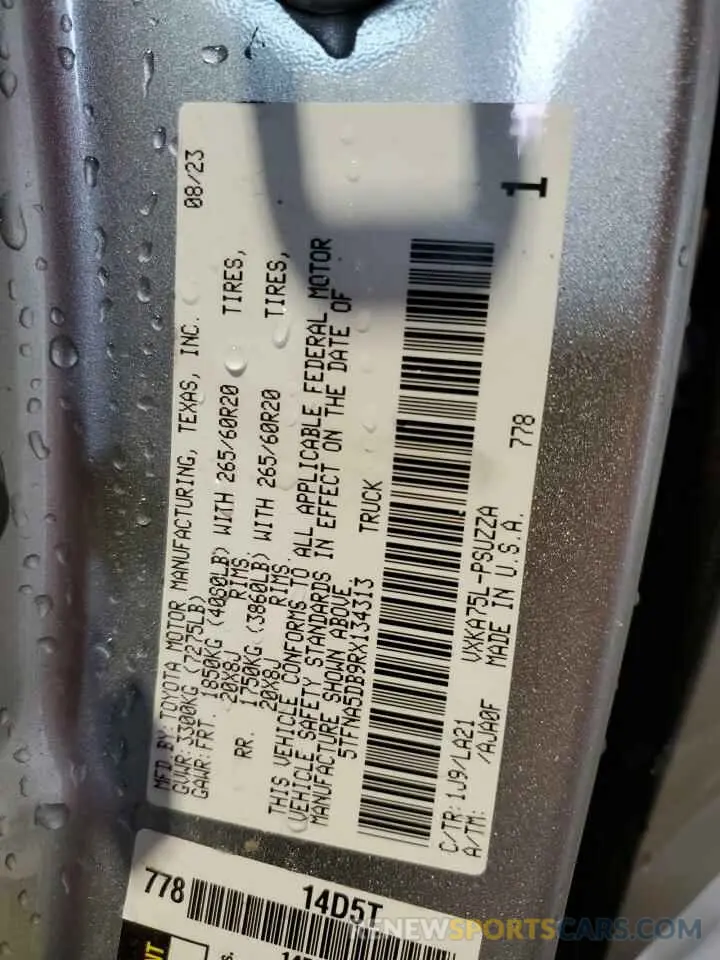 MFD BY:TOYOTA MOTOR MANUFACTURING, TEXAS, INC. 08/23
GVWR:3300KG (7275LB)
GAWR:FRT. 1850KG (4080LB) WITH 265/60R20 TIRES,
20X8J RIMS,
RR. 1750KG (3860LB) WITH 265/60R20 TIRES,
20X8J RIMS.
THIS VEHICLE CONFORMS TO ALL APPLICABLE FEDERAL MOTOR
VEHICLE SAFETY STANDARDS IN EFFECT ON THE DATE OF
MANUFACTURE SHOWN ABOVE.
5TFNA5DB9RX134313 TRUCK
C/TR:1J9/LA21 VXKA75L-PSUZZA 778
A/TM: /AJA0F MADE IN U.S.A.
1
778 14D5T
RENEWSPORTSCARS.COM